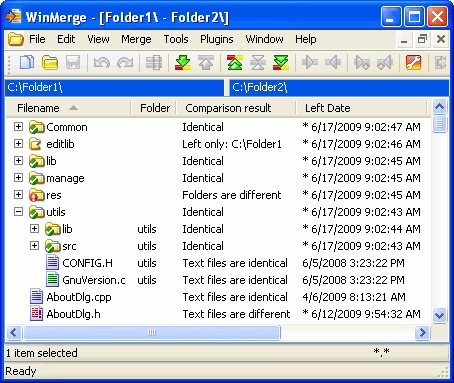 WinMerge - [Folder1\ - Folder2\]
File Edit View Merge Tools Plugins Window Help
C:\Folder1\ C:\Folder2\
Filename Folder Comparison result Left Date
Common Identical * 6/17/2009 9:02:47 AM
editlib Left only: C:\Folder1 * 6/17/2009 9:02:46 AM
lib Identical * 6/17/2009 9:02:45 AM
manage Identical * 6/17/2009 9:02:45 AM
res Folders are different * 6/17/2009 9:02:45 AM
utils Identical * 6/17/2009 9:02:43 AM
lib utils Identical * 6/17/2009 9:02:44 AM
src utils Identical * 6/17/2009 9:02:43 AM
CONFIG.H utils Text files are identical 6/5/2008 3:23:22 PM
GnuVersion.c utils Text files are identical 6/5/2008 3:23:22 PM
AboutDlg.cpp Text files are identical 4/6/2009 8:13:21 AM
AboutDlg.h Text files are different * 6/12/2009 9:54:32 AM
1 item selected *.*
Ready